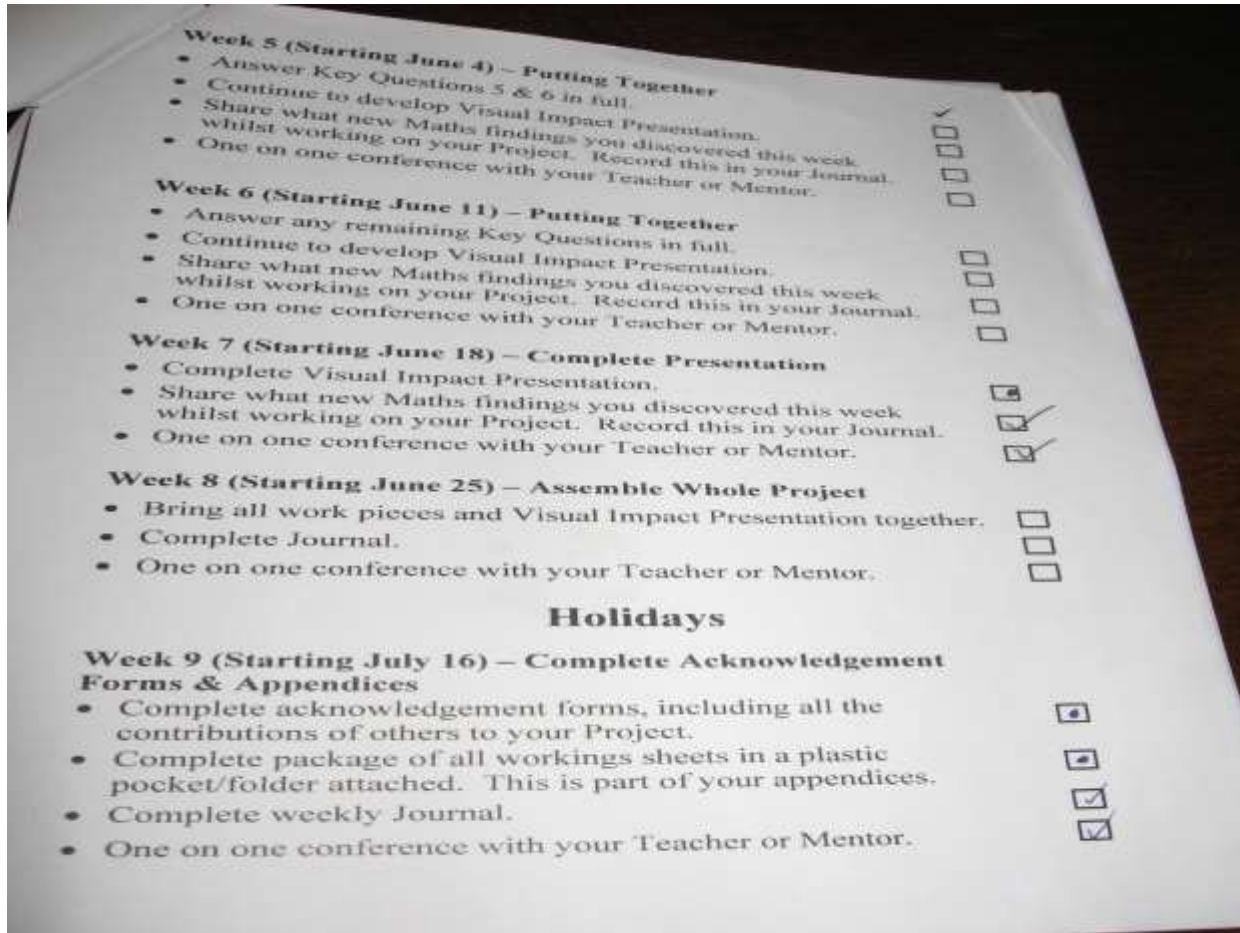 Week 5 (Starting June 4) – Putting Together
• Answer Key Questions 5 & 6 in full.
• Continue to develop Visual Impact Presentation.
• Share what new Maths findings you discovered this week
whilst working on your Project. Record this in your Journal.
• One on one conference with your Teacher or Mentor.
Week 6 (Starting June 11) – Putting Together
• Answer any remaining Key Questions in full.
• Continue to develop Visual Impact Presentation.
• Share what new Maths findings you discovered this week
whilst working on your Project. Record this in your Journal.
• One on one conference with your Teacher or Mentor.
Week 7 (Starting June 18) – Complete Presentation
• Complete Visual Impact Presentation.
• Share what new Maths findings you discovered this week
whilst working on your Project. Record this in your Journal.
• One on one conference with your Teacher or Mentor.
Week 8 (Starting June 25) – Assemble Whole Project
• Bring all work pieces and Visual Impact Presentation together.
• Complete Journal.
• One on one conference with your Teacher or Mentor.
Holidays
Week 9 (Starting July 16) – Complete Acknowledgement
Forms & Appendices
• Complete acknowledgement forms, including all the
contributions of others to your Project.
• Complete package of all workings sheets in a plastic
pocket/folder attached. This is part of your appendices.
• Complete weekly Journal.
• One on one conference with your Teacher or Mentor.